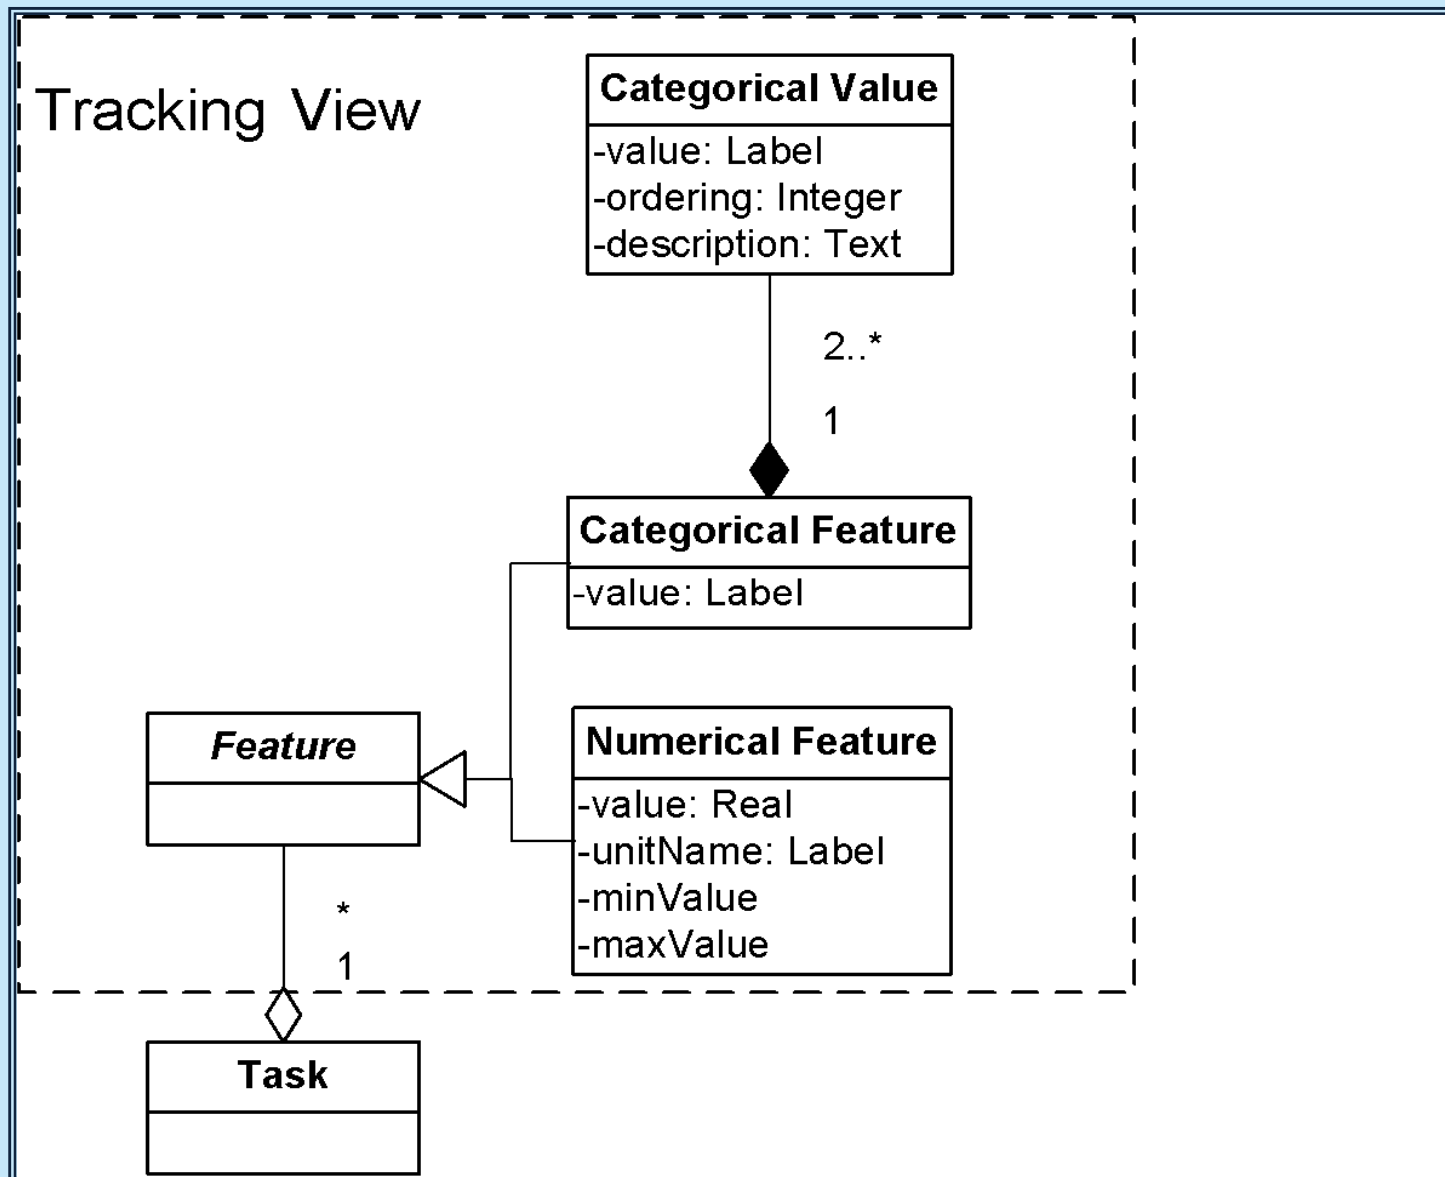 Tracking View
Categorical Value
-value: Label
-ordering: Integer
-description: Text
2..*
1
Categorical Feature
-value: Label
Feature
Numerical Feature
-value: Real
-unitName: Label
-minValue
-maxValue
*
1
Task